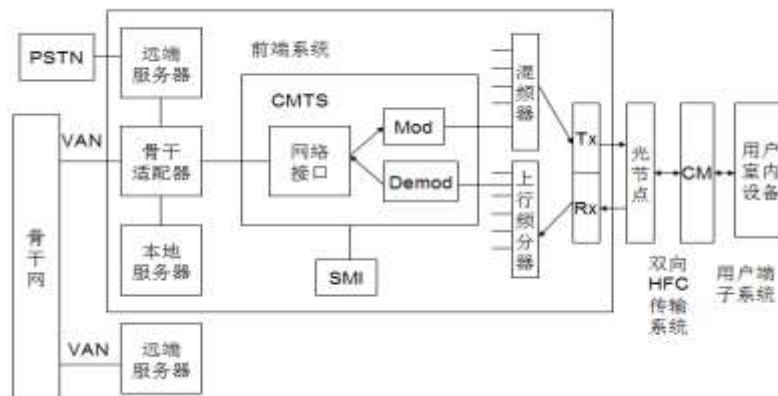 PSTN
远端
服务器
前端系统
混频器
CMTS
VAN
骨干
适配器
网络
接口
Mod
Demod
Tx
Rx
光节点
CM
用户
室内
设备
上行频分器
骨干网
本地
服务器
SMI
双向
HFC
传输
系统
用户端
子系统
VAN
远端
服务器